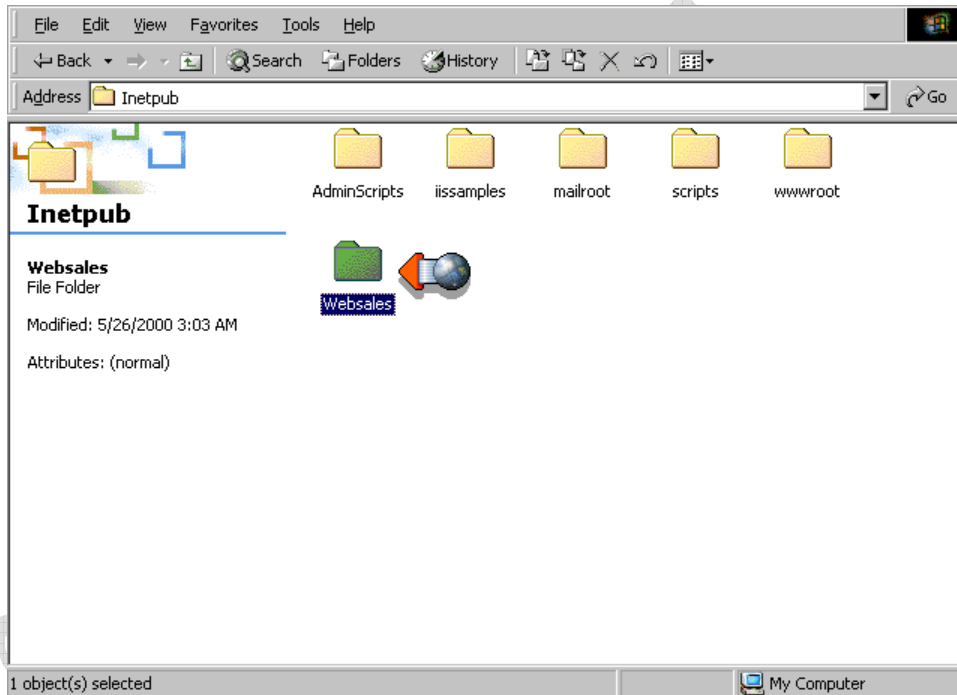 File Edit View Favorites Tools Help
Back Search Folders History
Address Inetpub Go
AdminScripts iissamples mailroot scripts wwwroot
Inetpub
Websales
File Folder
Modified: 5/26/2000 3:03 AM
Attributes: (normal)
Websales
1 object(s) selected My Computer